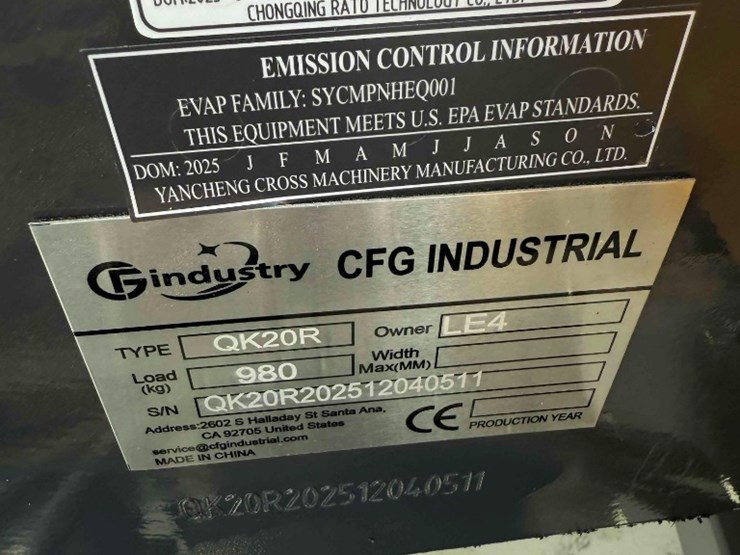 CHONGQING RATO TECHNOLOGY CO., LTD.
EMISSION CONTROL INFORMATION
EVAP FAMILY: SYCMPNHEQ001
THIS EQUIPMENT MEETS U.S. EPA EVAP STANDARDS.
DOM: 2025 J F M A M J J A S O N
YANCHENG CROSS MACHINERY MANUFACTURING CO., LTD.
CFindustry CFG INDUSTRIAL
TYPE QK20R Owner LE4
Load (kg) 980 Width Max(MM)
S/N QK20R202512040511
Address:2602 S Halladay St Santa Ana,
CA 92705 United States
service@cfgindustrial.com
MADE IN CHINA
CE PRODUCTION YEAR
QK20R202512040511